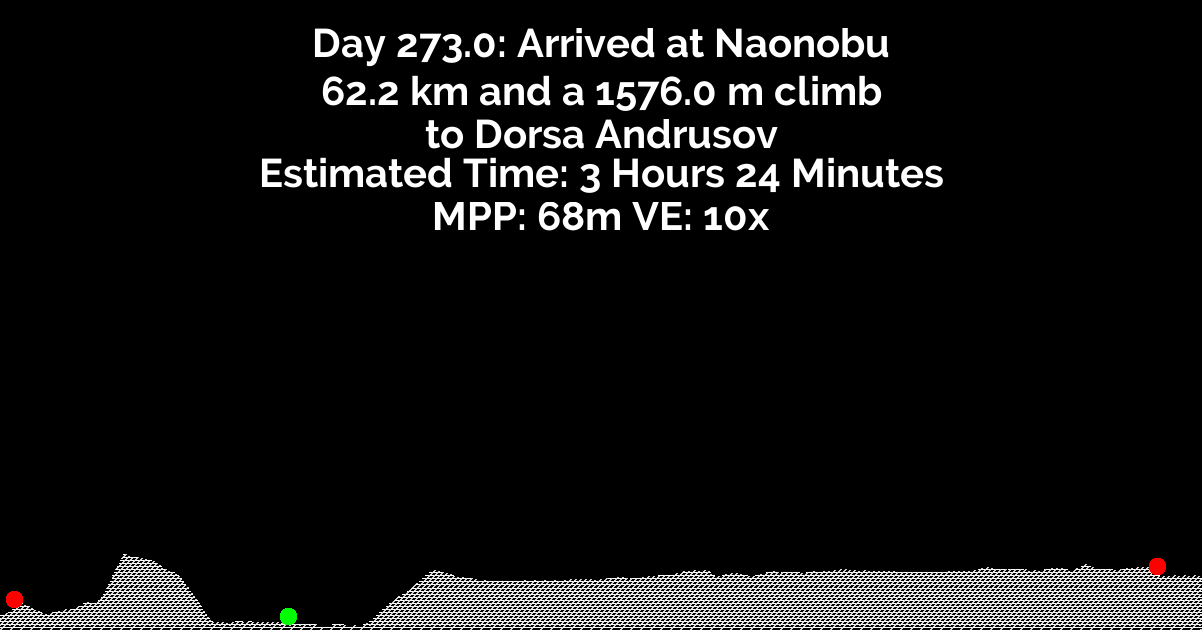 Day 273.0: Arrived at Naonobu
62.2 km and a 1576.0 m climb
to Dorsa Andrusov
Estimated Time: 3 Hours 24 Minutes
MPP: 68m VE: 10x